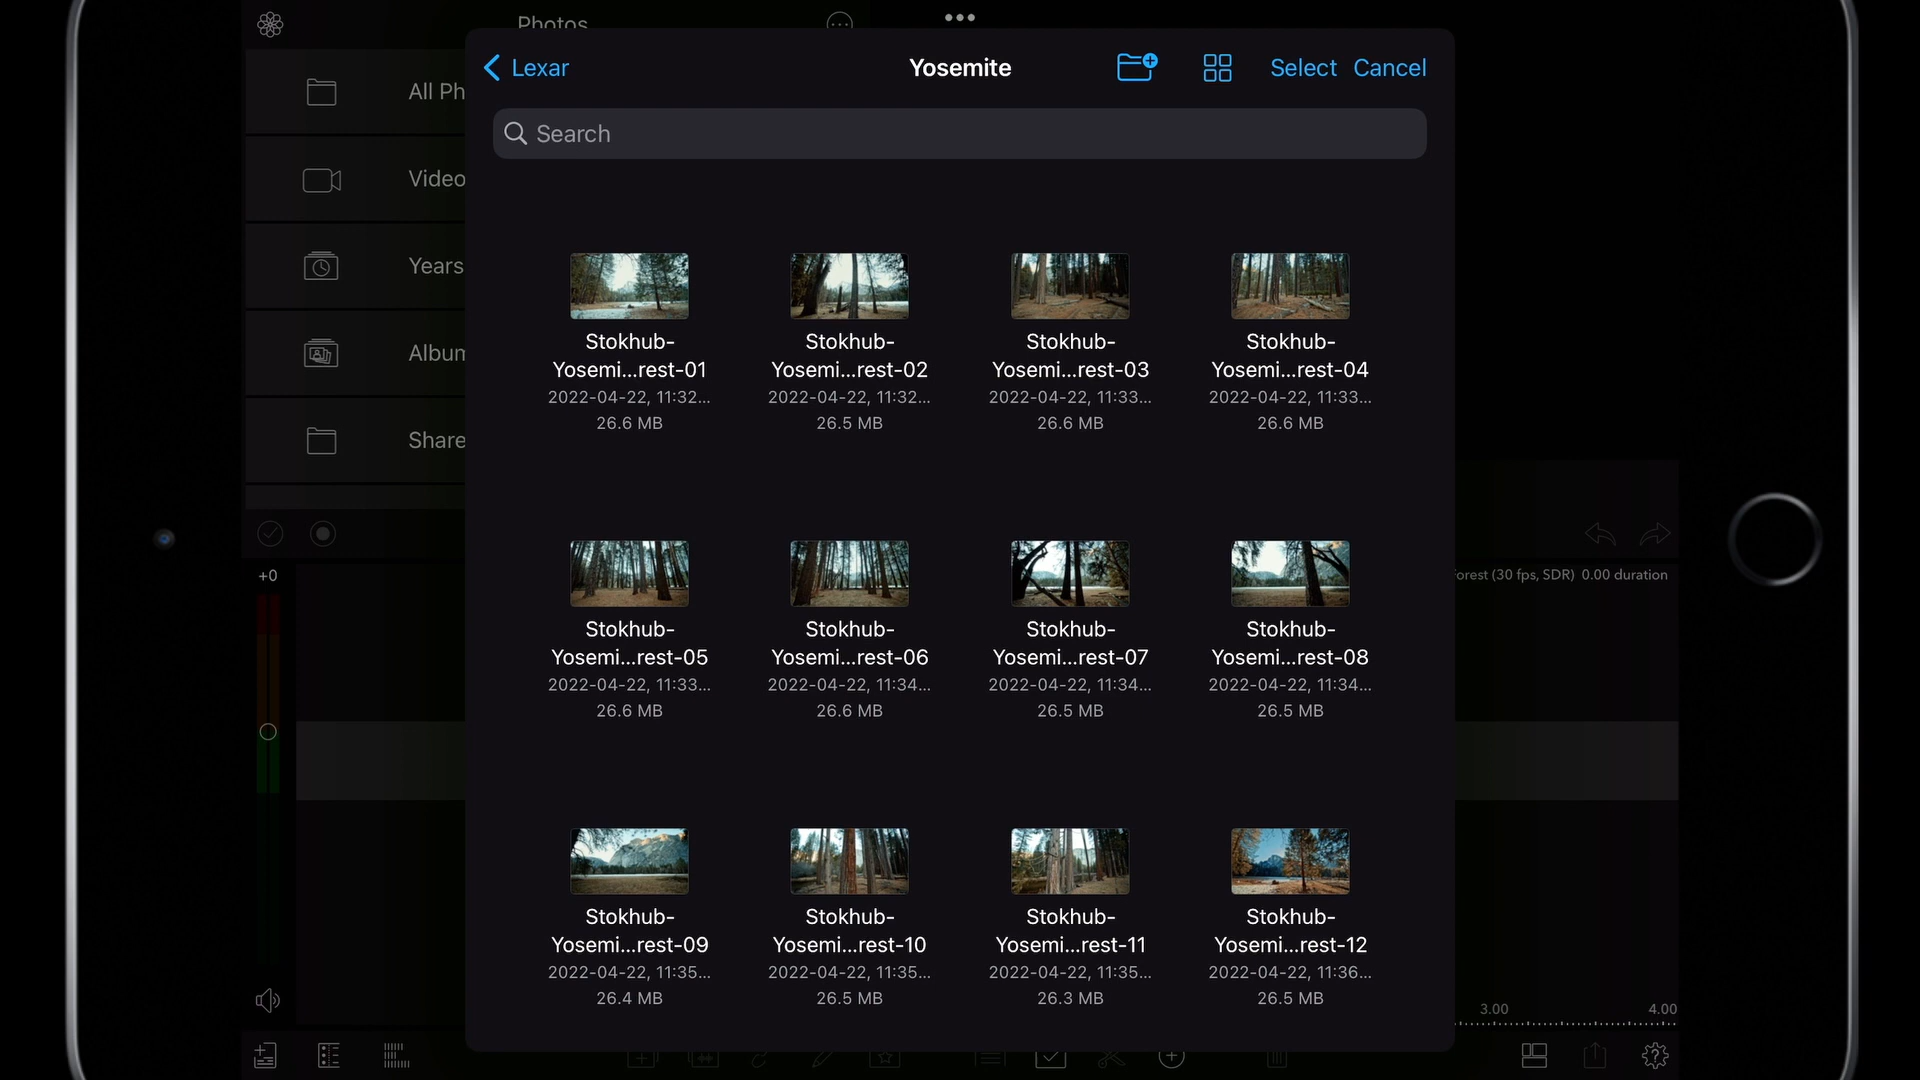 Photos
Lexar
Yosemite
Select
Cancel
Search
All Ph
Video
Years
Album
Share
Stokhub-
Yosemi...rest-01
2022-04-22, 11:32...
26.6 MB
Stokhub-
Yosemi...rest-02
2022-04-22, 11:32...
26.5 MB
Stokhub-
Yosemi...rest-03
2022-04-22, 11:33...
26.6 MB
Stokhub-
Yosemi...rest-04
2022-04-22, 11:33...
26.6 MB
+0
orest (30 fps, SDR) 0.00 duration
Stokhub-
Yosemi...rest-05
2022-04-22, 11:33...
26.6 MB
Stokhub-
Yosemi...rest-06
2022-04-22, 11:34...
26.6 MB
Stokhub-
Yosemi...rest-07
2022-04-22, 11:34...
26.5 MB
Stokhub-
Yosemi...rest-08
2022-04-22, 11:34...
26.5 MB
Stokhub-
Yosemi...rest-09
2022-04-22, 11:35...
26.4 MB
Stokhub-
Yosemi...rest-10
2022-04-22, 11:35...
26.5 MB
Stokhub-
Yosemi...rest-11
2022-04-22, 11:35...
26.3 MB
Stokhub-
Yosemi...rest-12
2022-04-22, 11:36...
26.5 MB
3.00
4.00